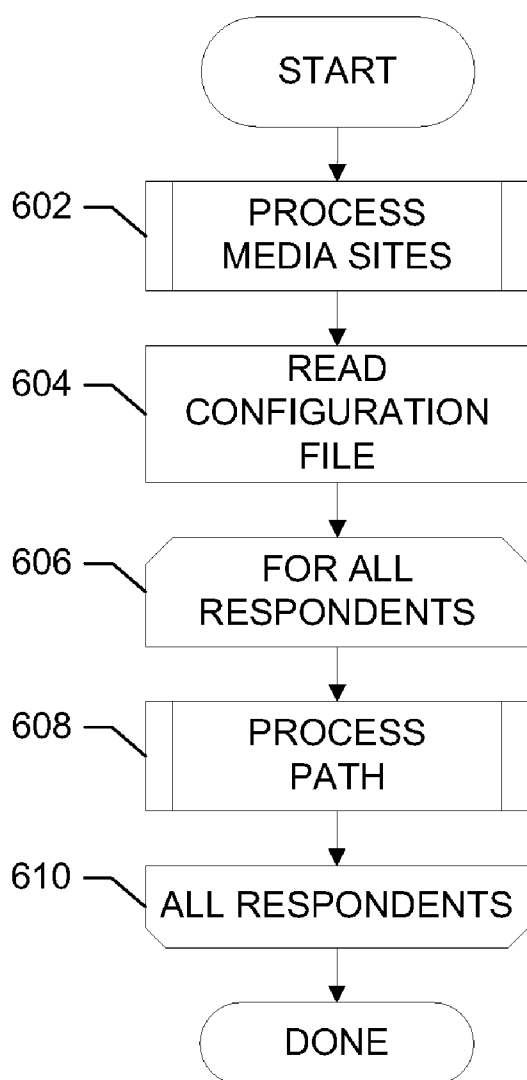 START
602
PROCESS
MEDIA SITES
604
READ
CONFIGURATION
FILE
606
FOR ALL
RESPONDENTS
608
PROCESS
PATH
610
ALL RESPONDENTS
DONE